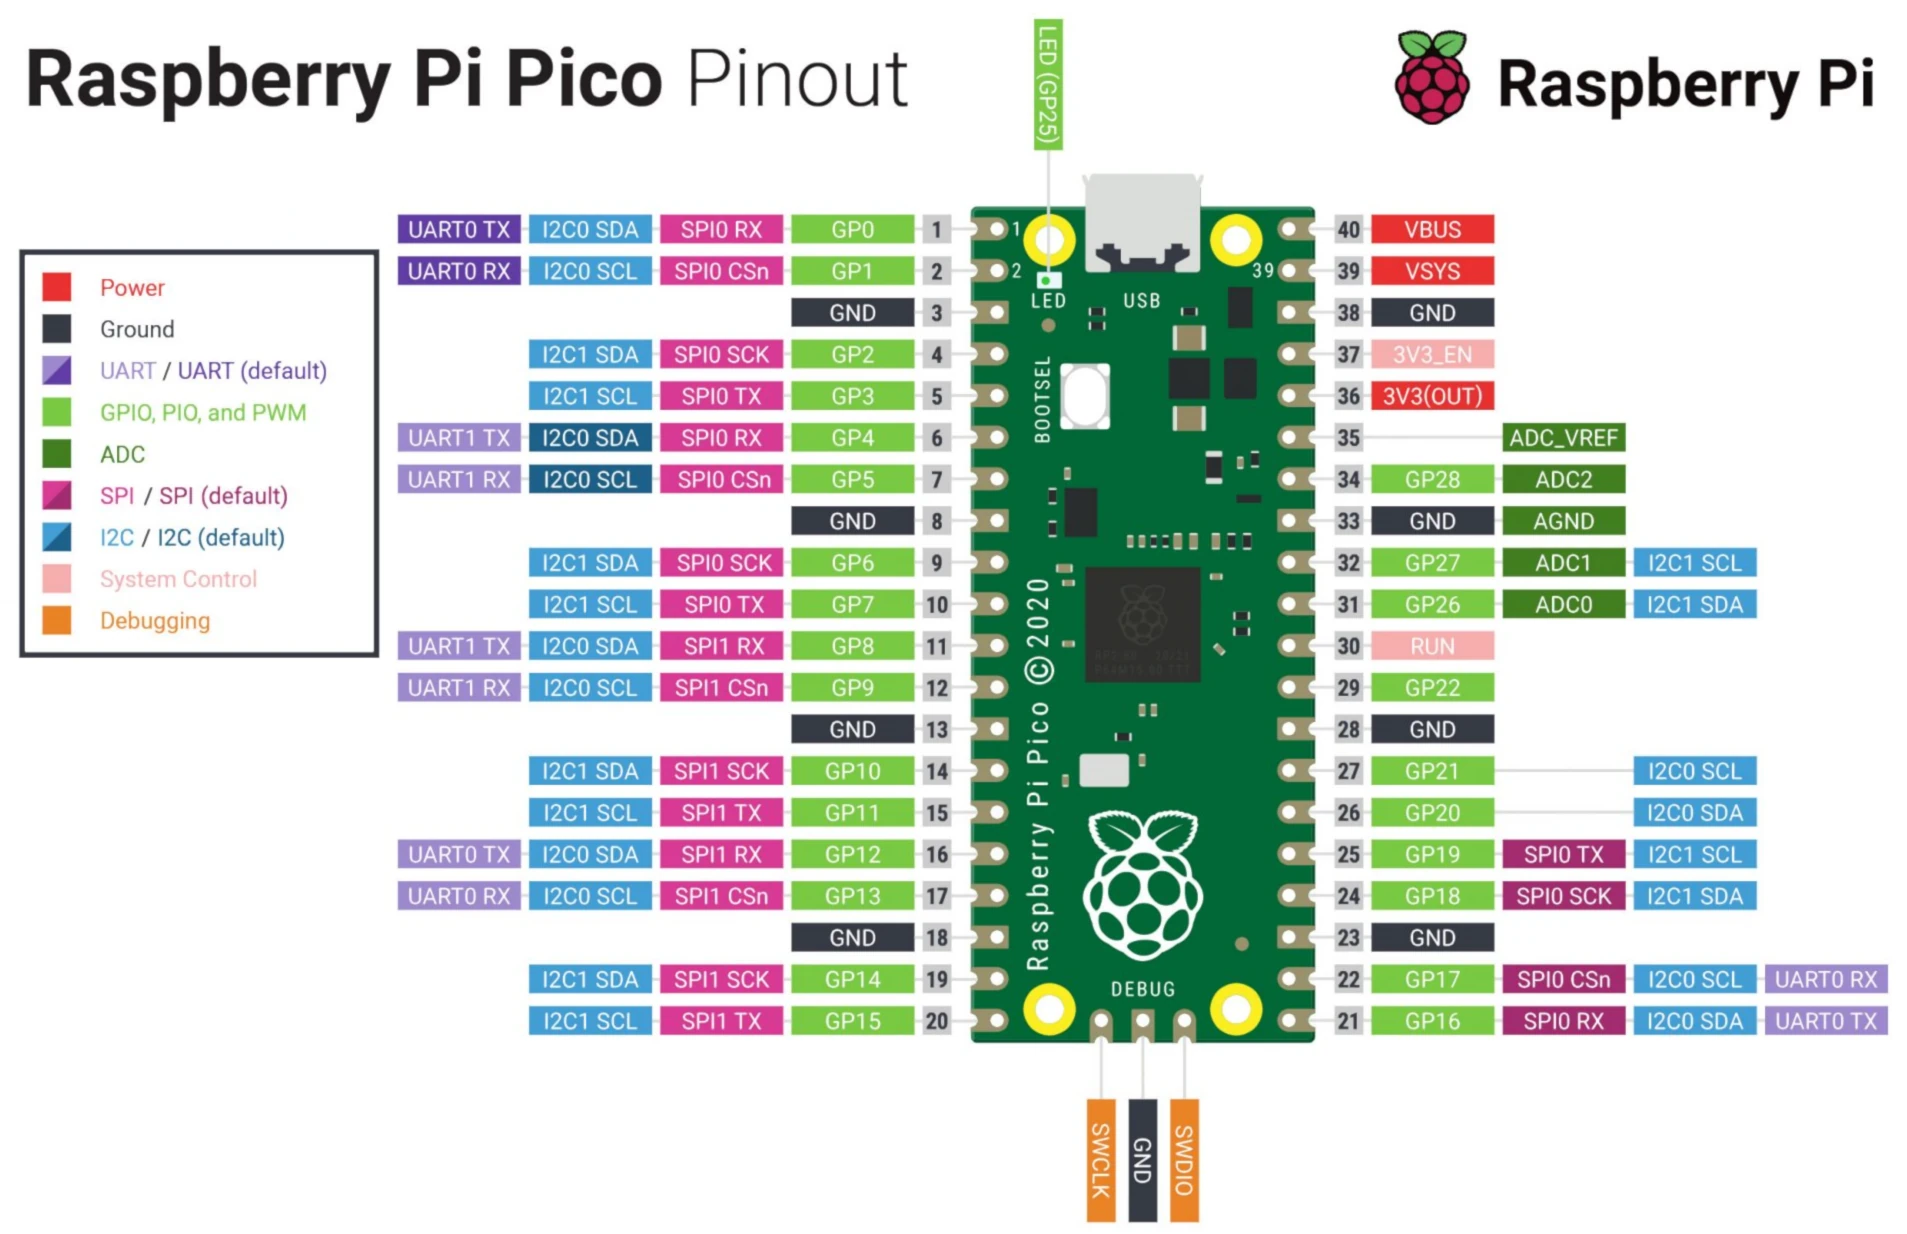 Raspberry Pi Pico Pinout
LED (GP25)
Raspberry Pi
Power
Ground
UART / UART (default)
GPIO, PIO, and PWM
ADC
SPI / SPI (default)
I2C / I2C (default)
System Control
Debugging
UART0 TX I2C0 SDA SPI0 RX GP0 1
UART0 RX I2C0 SCL SPI0 CSn GP1 2
GND 3
I2C1 SDA SPI0 SCK GP2 4
I2C1 SCL SPI0 TX GP3 5
UART1 TX I2C0 SDA SPI0 RX GP4 6
UART1 RX I2C0 SCL SPI0 CSn GP5 7
GND 8
I2C1 SDA SPI0 SCK GP6 9
I2C1 SCL SPI0 TX GP7 10
UART1 TX I2C0 SDA SPI1 RX GP8 11
UART1 RX I2C0 SCL SPI1 CSn GP9 12
GND 13
I2C1 SDA SPI1 SCK GP10 14
I2C1 SCL SPI1 TX GP11 15
UART0 TX I2C0 SDA SPI1 RX GP12 16
UART0 RX I2C0 SCL SPI1 CSn GP13 17
GND 18
I2C1 SDA SPI1 SCK GP14 19
I2C1 SCL SPI1 TX GP15 20
1
2
39
LED
USB
BOOTSEL
Raspberry Pi Pico ©2020
DEBUG
40 VBUS
39 VSYS
38 GND
37 3V3_EN
36 3V3(OUT)
35 ADC_VREF
34 GP28 ADC2
33 GND AGND
32 GP27 ADC1 I2C1 SCL
31 GP26 ADC0 I2C1 SDA
30 RUN
29 GP22
28 GND
27 GP21 I2C0 SCL
26 GP20 I2C0 SDA
25 GP19 SPI0 TX I2C1 SCL
24 GP18 SPI0 SCK I2C1 SDA
23 GND
22 GP17 SPI0 CSn I2C0 SCL UART0 RX
21 GP16 SPI0 RX I2C0 SDA UART0 TX
SWCLK
GND
SWDIO